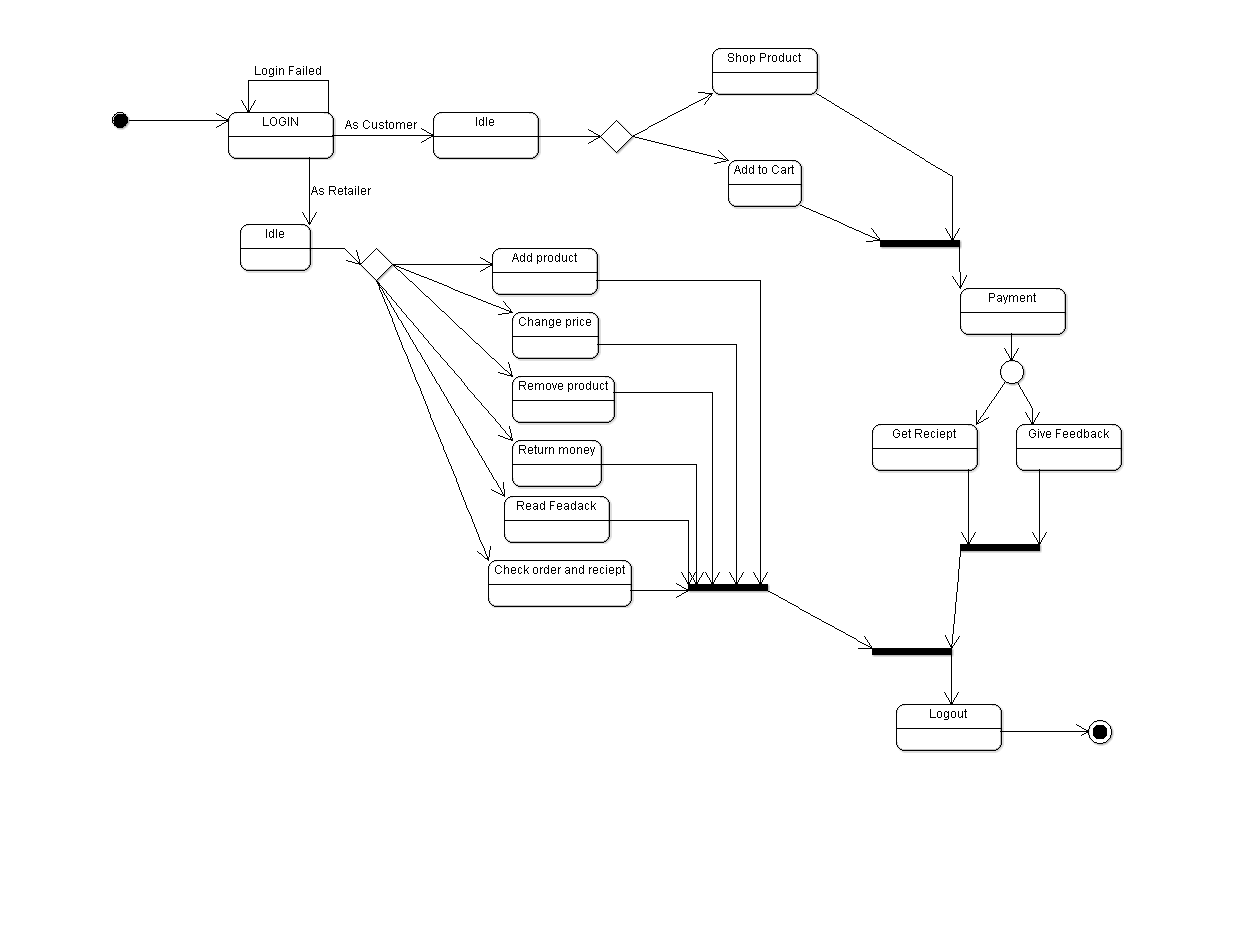 Shop Product
Login Failed
LOGIN
As Customer
Idle
Add to Cart
As Retailer
Idle
Add product
Payment
Change price
Remove product
Get Reciept
Give Feedback
Return money
Read Feadack
Check order and reciept
Logout